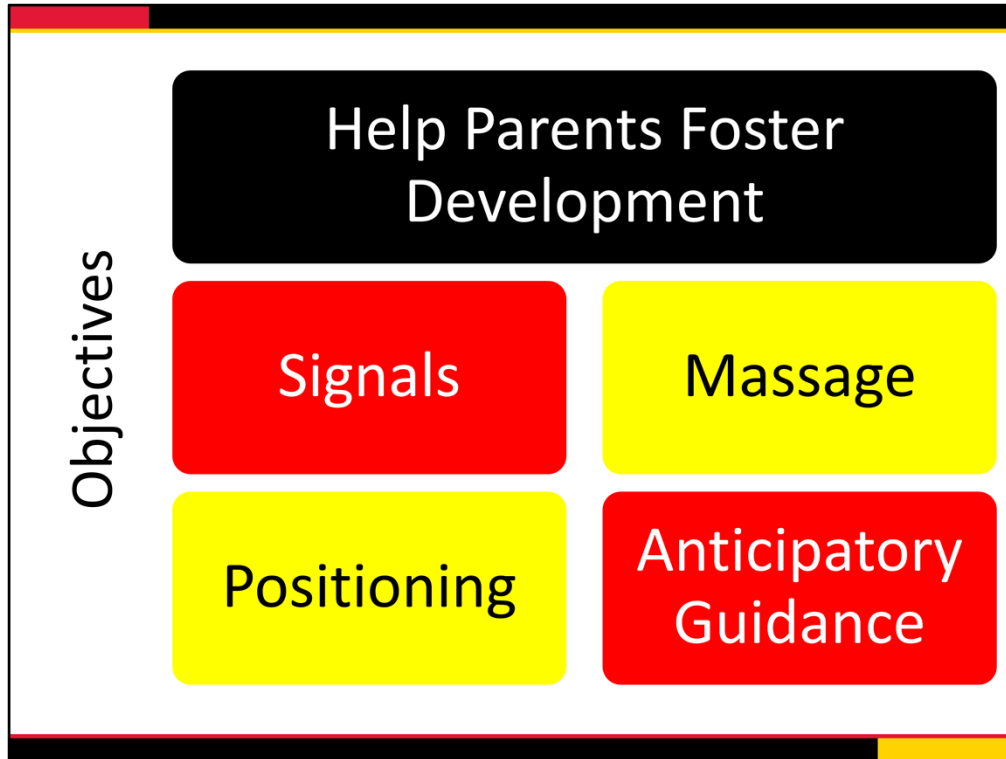 Objectives
Help Parents Foster
Development
Signals
Massage
Positioning
Anticipatory
Guidance